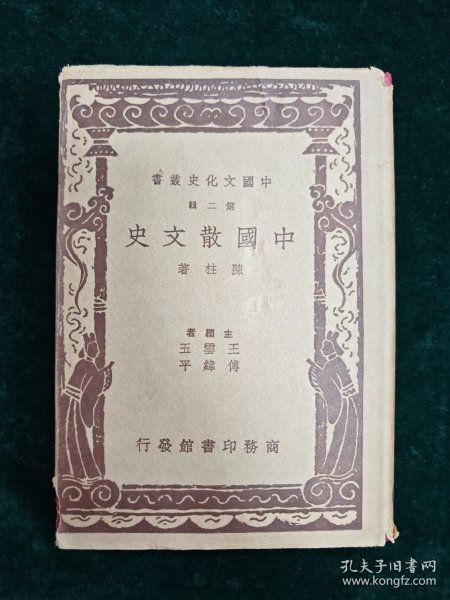 中國文化史叢書
第二輯
中國散文史
陳柱著
主編者
王雲五
傅緯平
商務印書館發行
孔夫子旧书网
www.kongfz.com